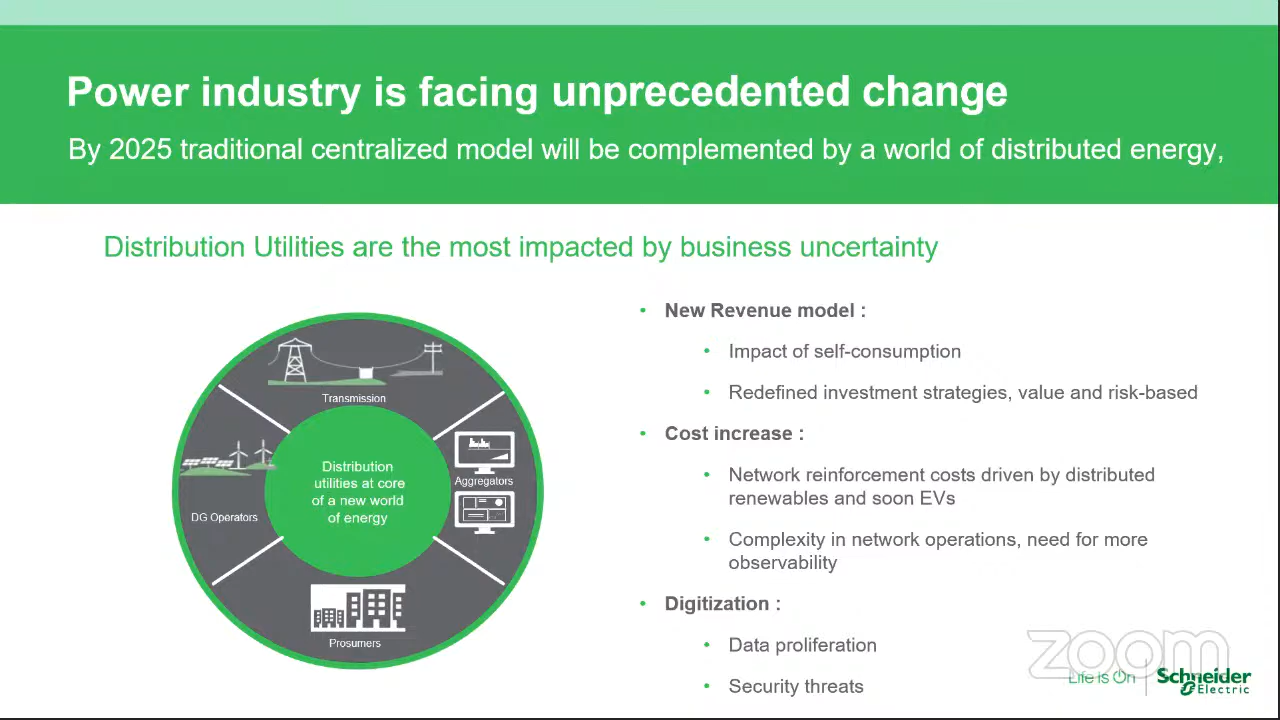 Power industry is facing unprecedented change
By 2025 traditional centralized model will be complemented by a world of distributed energy,
Distribution Utilities are the most impacted by business uncertainty
Transmission
DG Operators
Distribution
utilities at core
of a new world
of energy
Aggregators
Prosumers
• New Revenue model :
• Impact of self-consumption
• Redefined investment strategies, value and risk-based
• Cost increase :
• Network reinforcement costs driven by distributed
renewables and soon EVs
• Complexity in network operations, need for more
observability
• Digitization :
• Data proliferation
• Security threats
zoom
Life Is On
Schneider
Electric